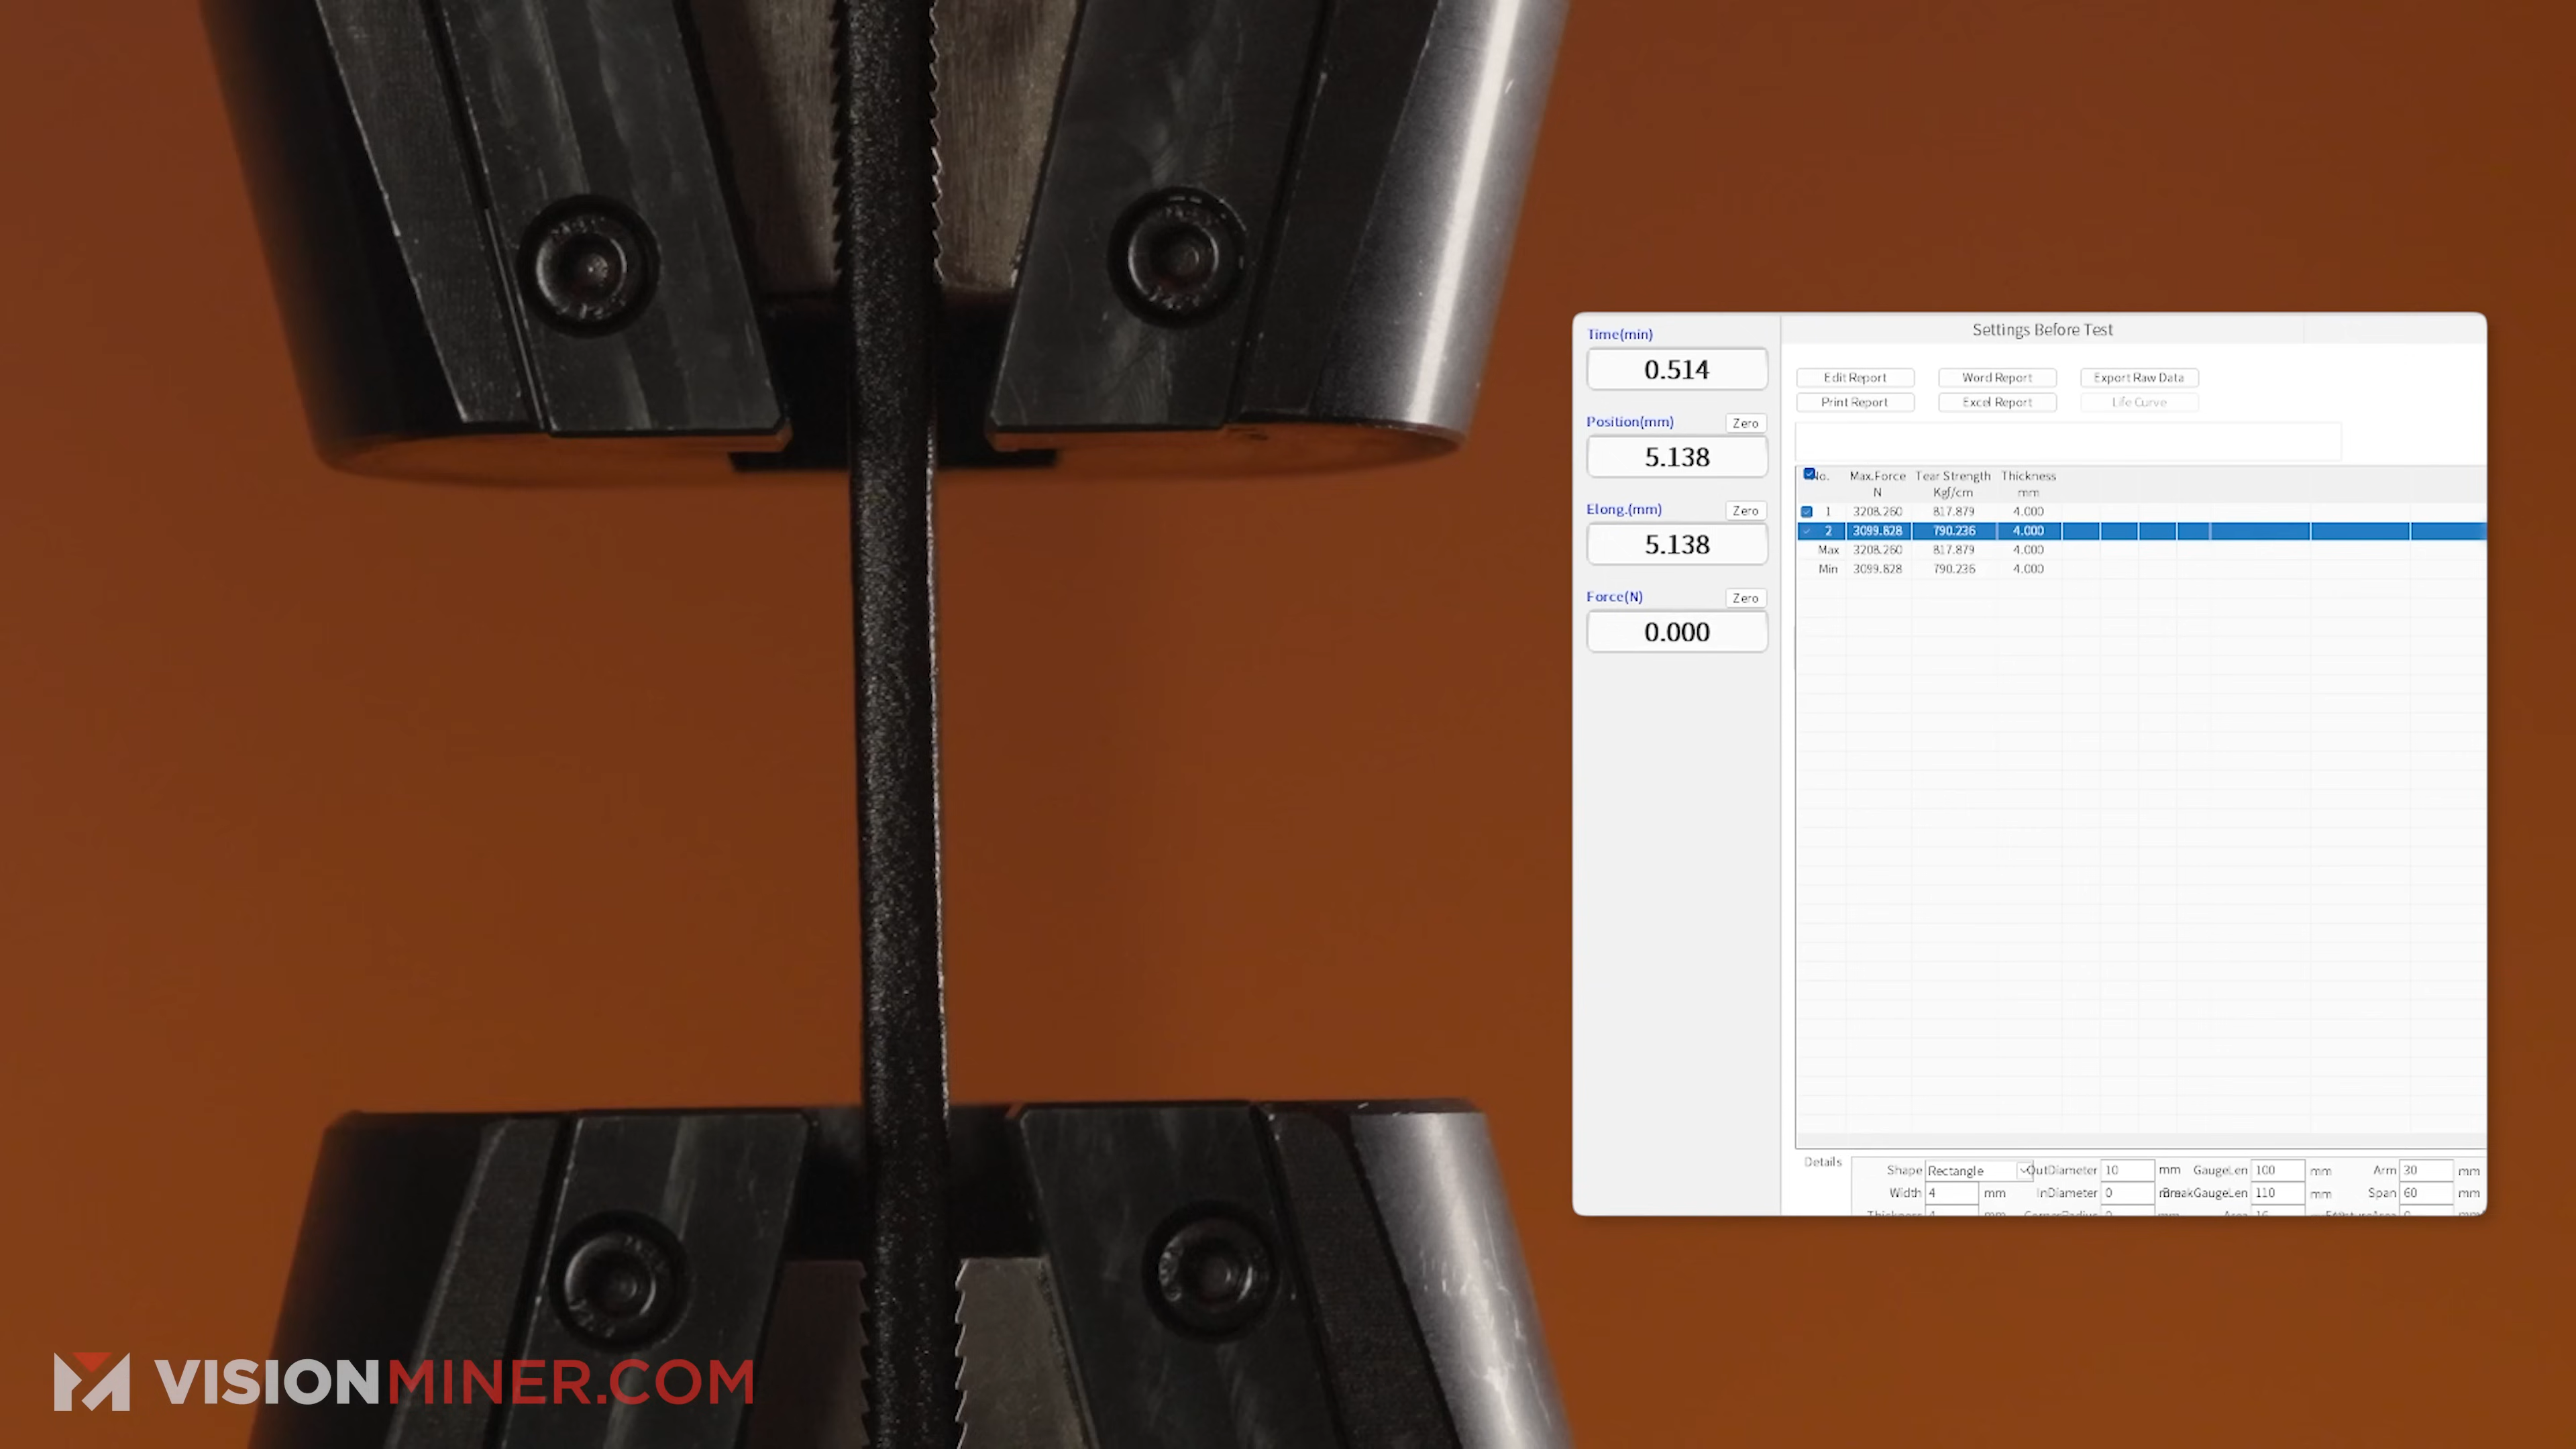 Time(min)
0.514
Position(mm) Zero
5.138
Elong.(mm) Zero
5.138
Force(N) Zero
0.000
Settings Before Test
Edit Report Word Report Export Raw Data
Print Report Excel Report Life Curve
No. Max.Force Tear Strength Thickness
N Kgf/cm mm
1 3208.260 817.879 4.000
2 3099.828 790.236 4.000
Max 3208.260 817.879 4.000
Min 3099.828 790.236 4.000
Details
Shape Rectangle OutDiameter 10 mm GaugeLen 100 mm Arm 30 mm
Width 4 mm InDiameter 0 BreakGaugeLen 110 mm Span 60 mm
VISIONMINER.COM